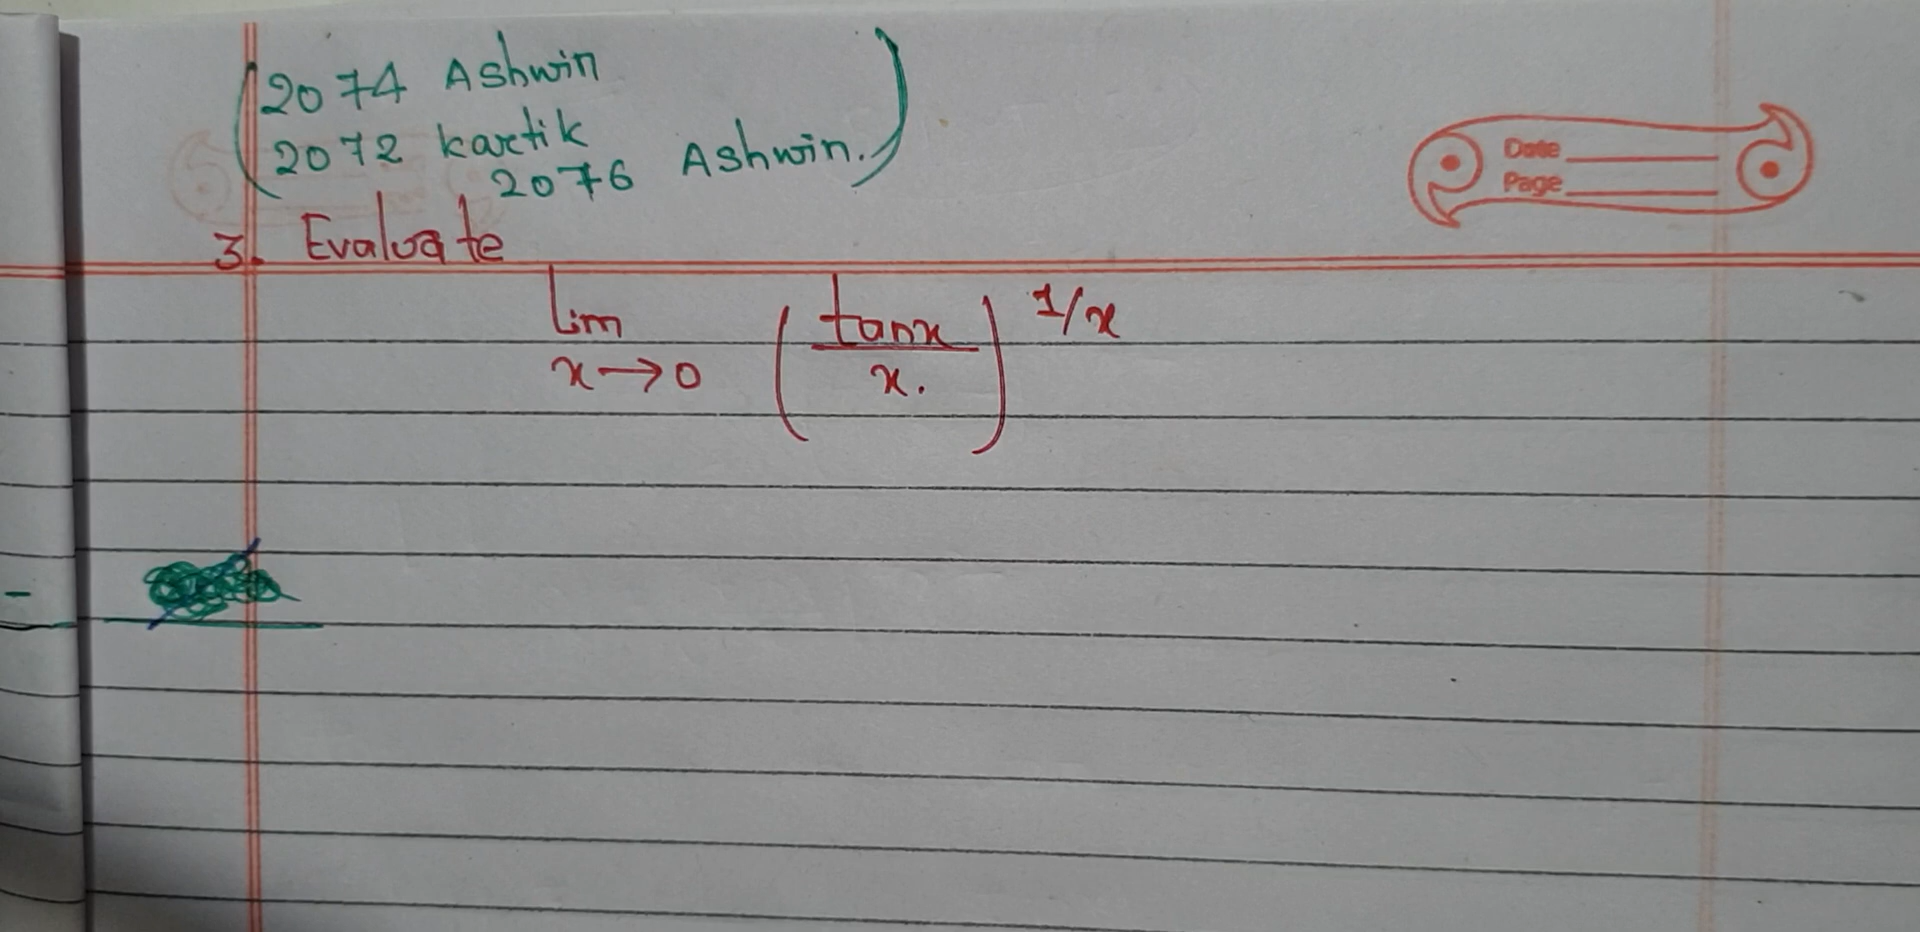 (2074 Ashwin
2072 kartik
2076 Ashwin.)
Date
Page
3. Evaluate
lim x→0 (tanx/x.)^1/x